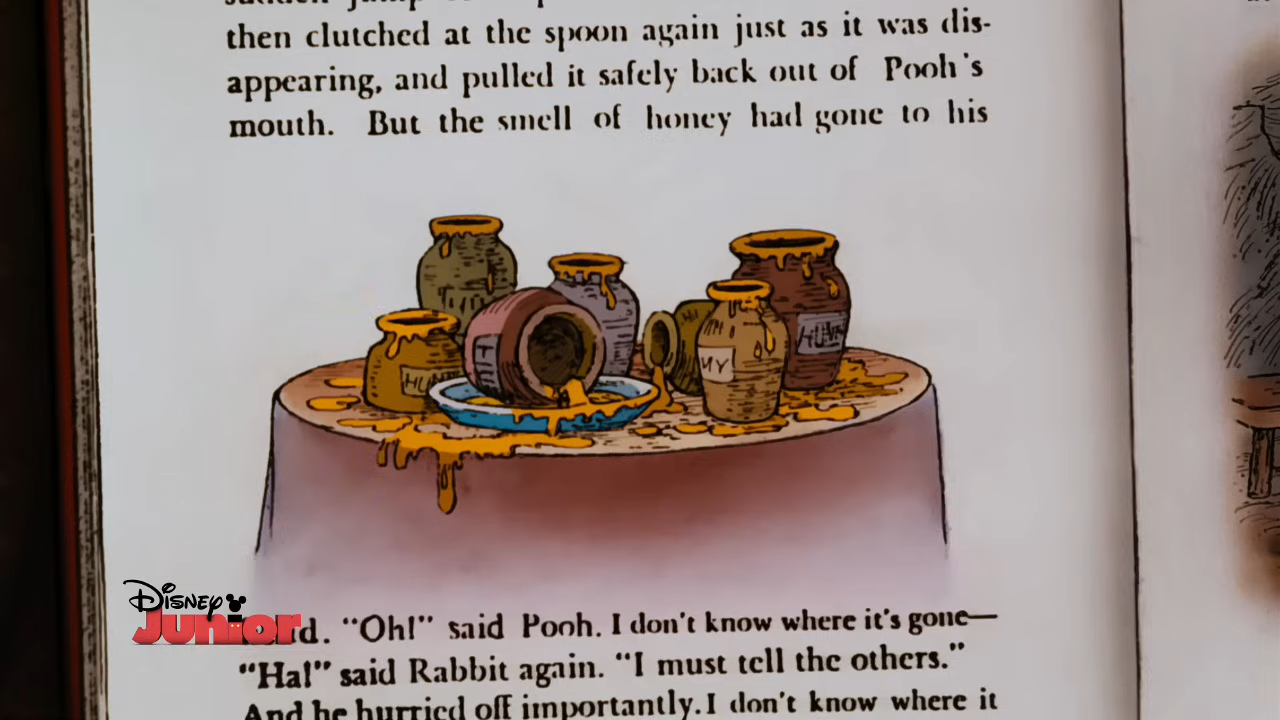 then clutched at the spoon again just as it was dis-
appearing, and pulled it safely back out of Pooh's
mouth. But the smell of honey had gone to his
HUNNY
MY
HUNN
DISNEY
Junior
"Oh!" said Pooh. I don't know where it's gone—
"Ha!" said Rabbit again. "I must tell the others."
And he hurried off importantly. I don't know where it